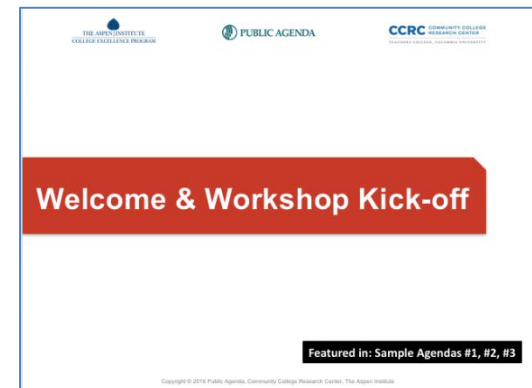 THE ASPEN INSTITUTE
COLLEGE EXCELLENCE PROGRAM
PUBLIC AGENDA
CCRC COMMUNITY COLLEGE
RESEARCH CENTER
TEACHERS COLLEGE, COLUMBIA UNIVERSITY
Welcome & Workshop Kick-off
Featured in: Sample Agendas #1, #2, #3
Copyright © 2016 Public Agenda, Community College Research Center, The Aspen Institute